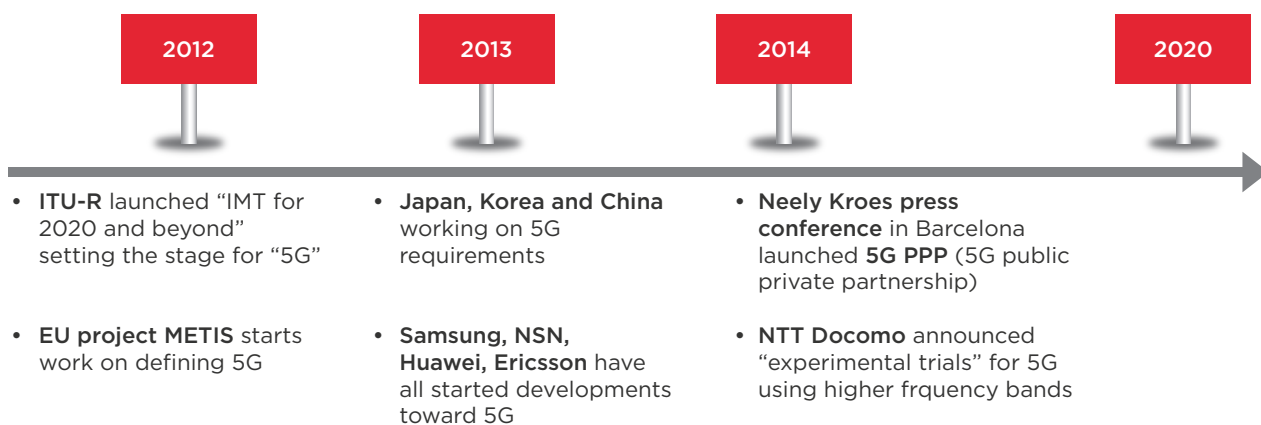 2012
2013
2014
2020
• ITU-R launched “IMT for
2020 and beyond”
setting the stage for “5G”
• EU project METIS starts
work on defining 5G
• Japan, Korea and China
working on 5G
requirements
• Samsung, NSN,
Huawei, Ericsson have
all started developments
toward 5G
• Neely Kroes press
conference in Barcelona
launched 5G PPP (5G public
private partnership)
• NTT Docomo announced
“experimental trials” for 5G
using higher frquency bands